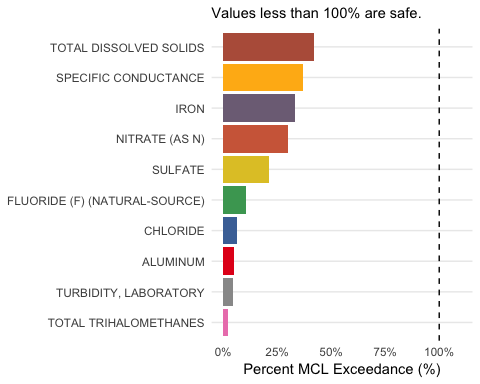 Values less than 100% are safe.
TOTAL DISSOLVED SOLIDS
SPECIFIC CONDUCTANCE
IRON
NITRATE (AS N)
SULFATE
FLUORIDE (F) (NATURAL-SOURCE)
CHLORIDE
ALUMINUM
TURBIDITY, LABORATORY
TOTAL TRIHALOMETHANES
0% 25% 50% 75% 100%
Percent MCL Exceedance (%)